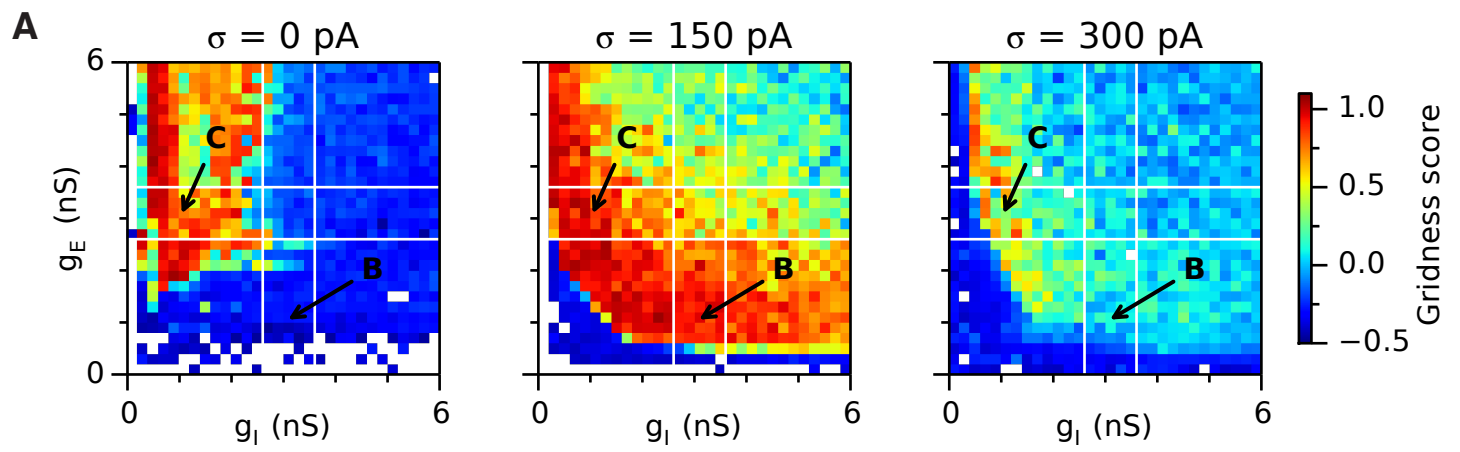 A
σ = 0 pA
σ = 150 pA
σ = 300 pA
6
0
g_E (nS)
C
B
C
B
C
B
0
6
0
6
0
6
g_I (nS)
g_I (nS)
g_I (nS)
1.0
0.5
0.0
−0.5
Gridness score